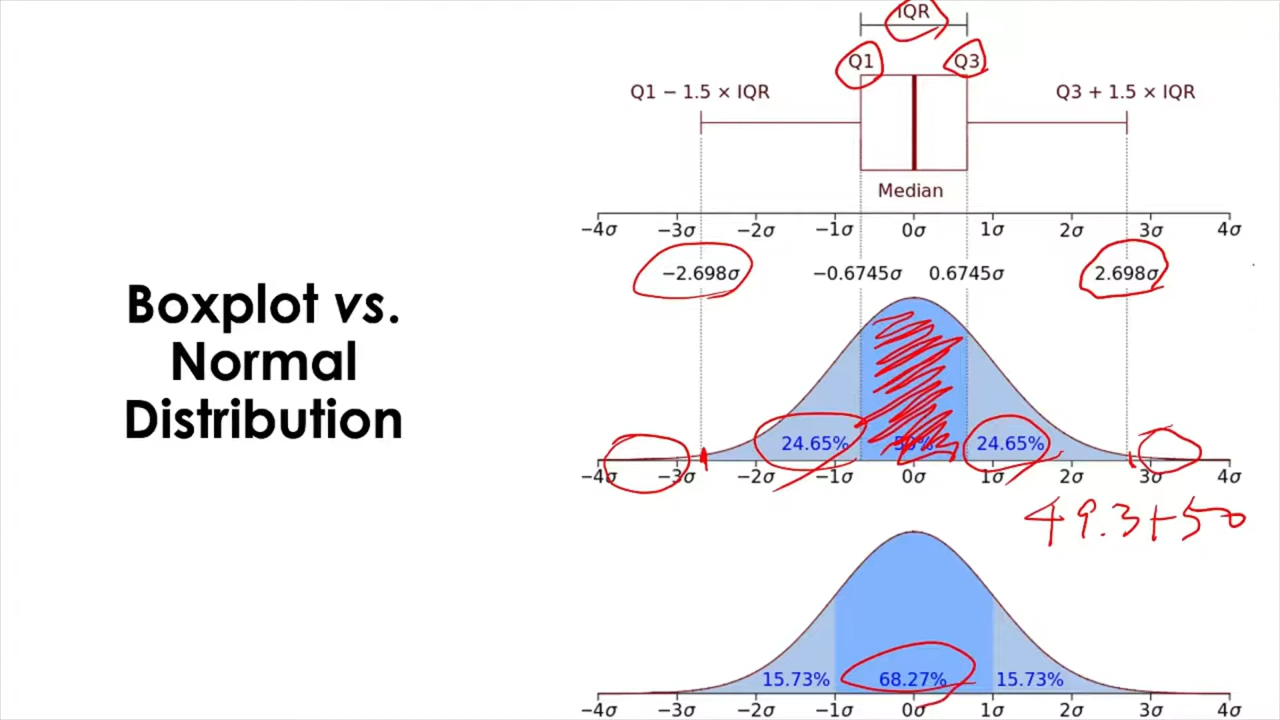 Boxplot vs.
Normal
Distribution
IQR
Q1 Q3
Q1 − 1.5 × IQR Q3 + 1.5 × IQR
Median
−4σ −3σ −2σ −1σ 0σ 1σ 2σ 3σ 4σ
−2.698σ −0.6745σ 0.6745σ 2.698σ
24.65% 50% 24.65%
−4σ −3σ −2σ −1σ 0σ 1σ 2σ 3σ 4σ
49.3+50
15.73% 68.27% 15.73%
−4σ −3σ −2σ −1σ 0σ 1σ 2σ 3σ 4σ